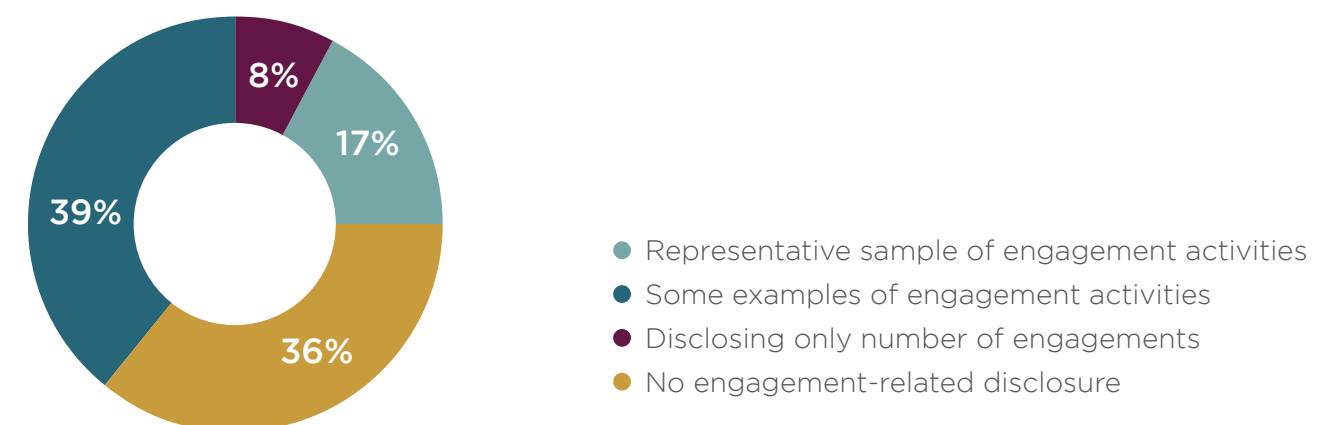 8%
17%
39%
36%
Representative sample of engagement activities
Some examples of engagement activities
Disclosing only number of engagements
No engagement-related disclosure